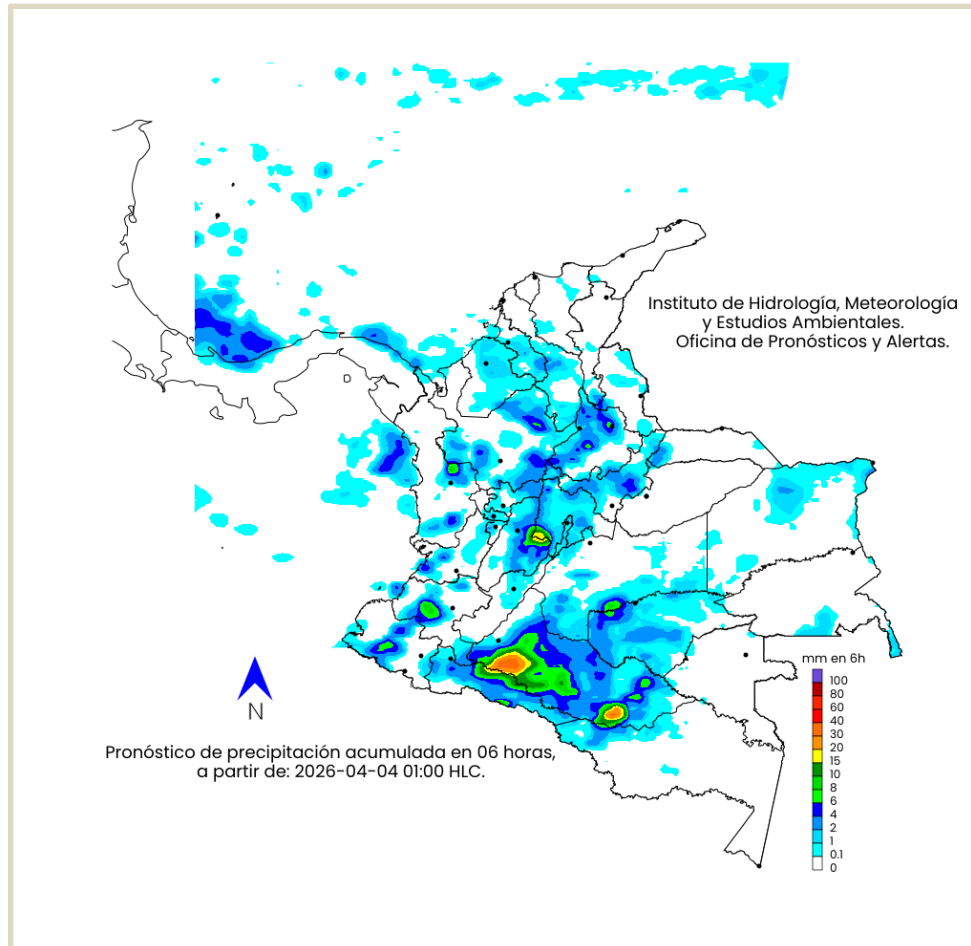 Instituto de Hidrología, Meteorología
y Estudios Ambientales.
Oficina de Pronósticos y Alertas.
mm en 6h
100
80
60
40
30
20
15
10
8
6
4
2
1
0.1
0
N
Pronóstico de precipitación acumulada en 06 horas,
a partir de: 2026-04-04 01:00 HLC.